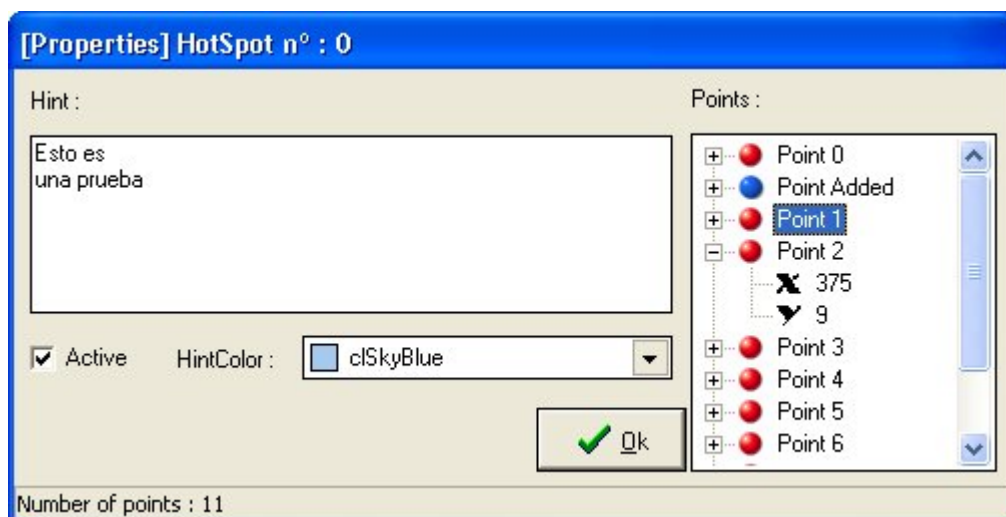 [Properties] HotSpot nº : 0
Hint :
Points :
Esto es
una prueba
Point 0
Point Added
Point 1
Point 2
X 375
Y 9
Point 3
Point 4
Point 5
Point 6
Active
HintColor :
clSkyBlue
Ok
Number of points : 11